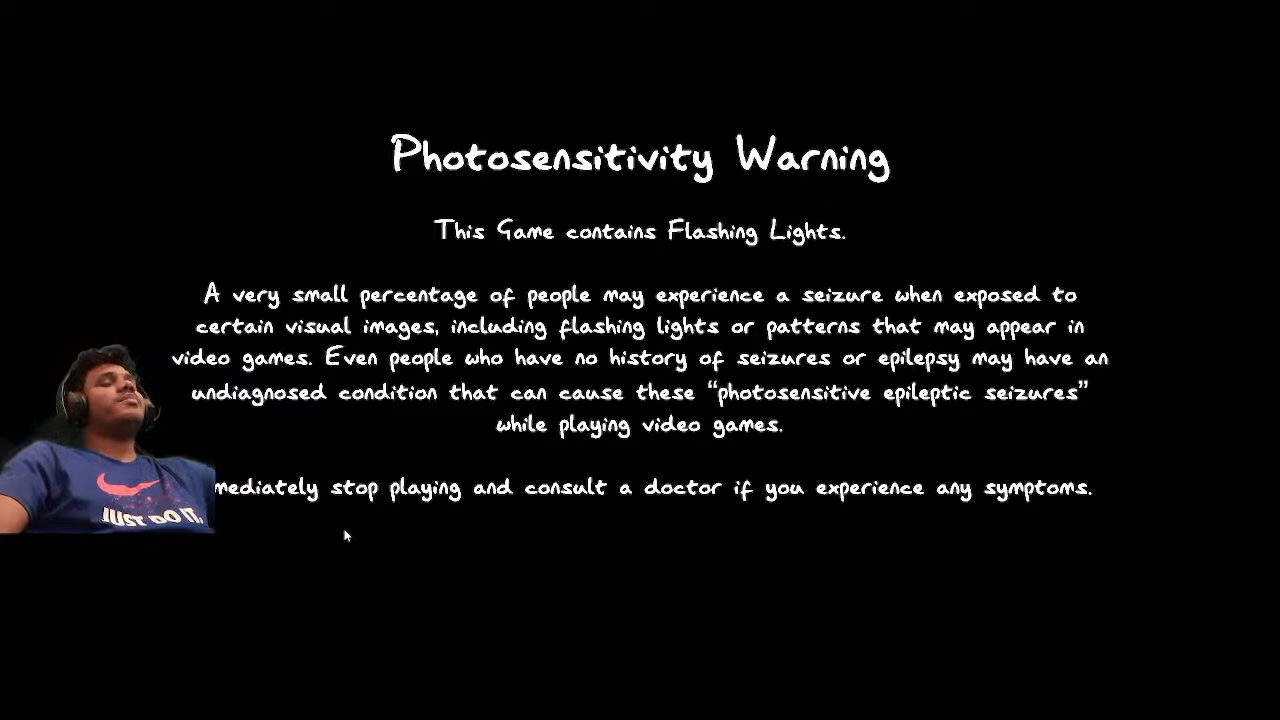 Photosensitivity Warning
This Game contains Flashing Lights.
A very small percentage of people may experience a seizure when exposed to
certain visual images, including flashing lights or patterns that may appear in
video games. Even people who have no history of seizures or epilepsy may have an
undiagnosed condition that can cause these “photosensitive epileptic seizures”
while playing video games.
mediately stop playing and consult a doctor if you experience any symptoms.
JUST DO IT.